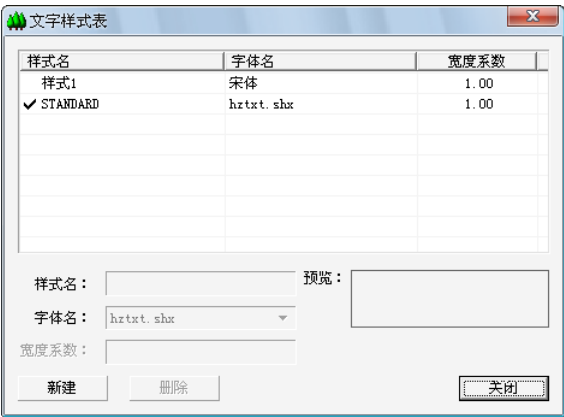 文字样式表
样式名 字体名 宽度系数
样式1 宋体 1.00
STANDARD hztxt.shx 1.00
样式名： 预览：
字体名： hztxt.shx
宽度系数：
新建 删除 关闭